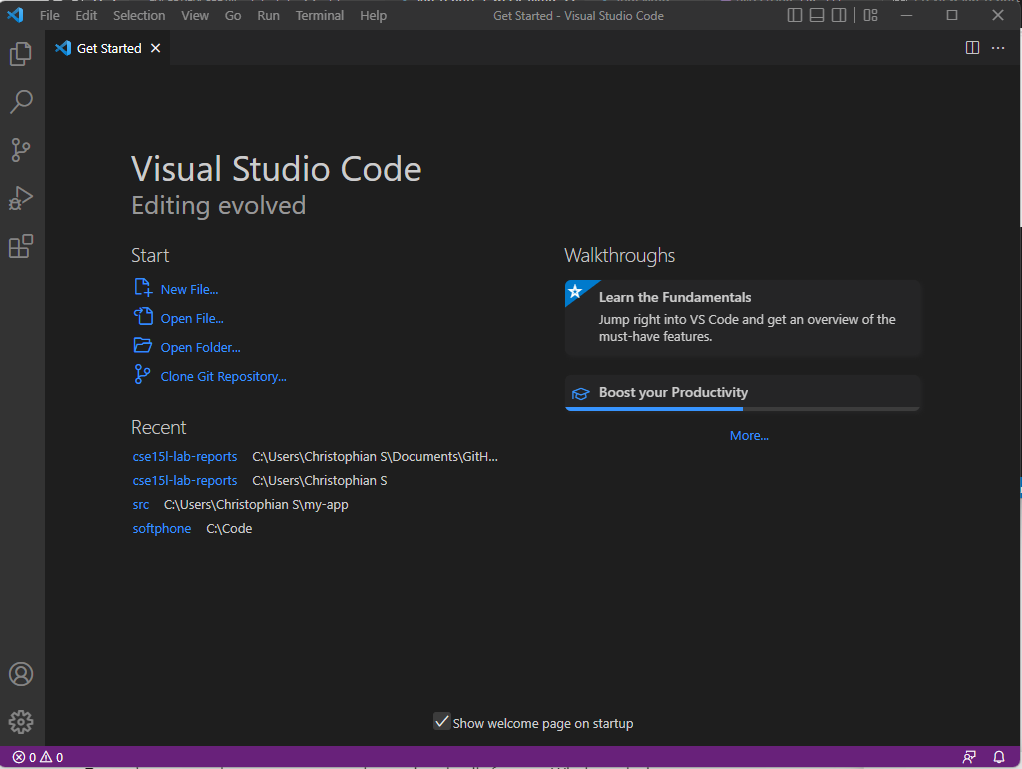 File Edit Selection View Go Run Terminal Help Get Started - Visual Studio Code
Get Started
Visual Studio Code
Editing evolved
Start
New File...
Open File...
Open Folder...
Clone Git Repository...
Recent
cse15l-lab-reports C:\Users\Christophian S\Documents\GitH...
cse15l-lab-reports C:\Users\Christophian S
src C:\Users\Christophian S\my-app
softphone C:\Code
Walkthroughs
Learn the Fundamentals
Jump right into VS Code and get an overview of the
must-have features.
Boost your Productivity
More...
Show welcome page on startup
0 0